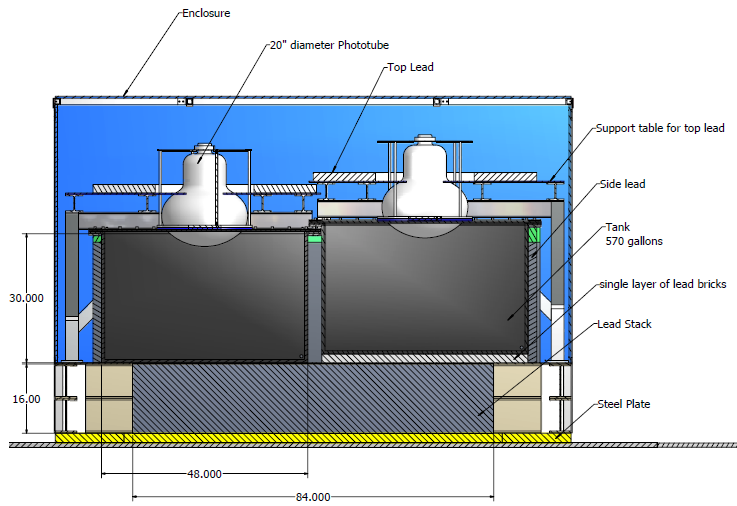 Enclosure
20" diameter Phototube
Top Lead
Support table for top lead
Side lead
Tank
570 gallons
single layer of lead bricks
30.000
Lead Stack
16.00
Steel Plate
48.000
84.000